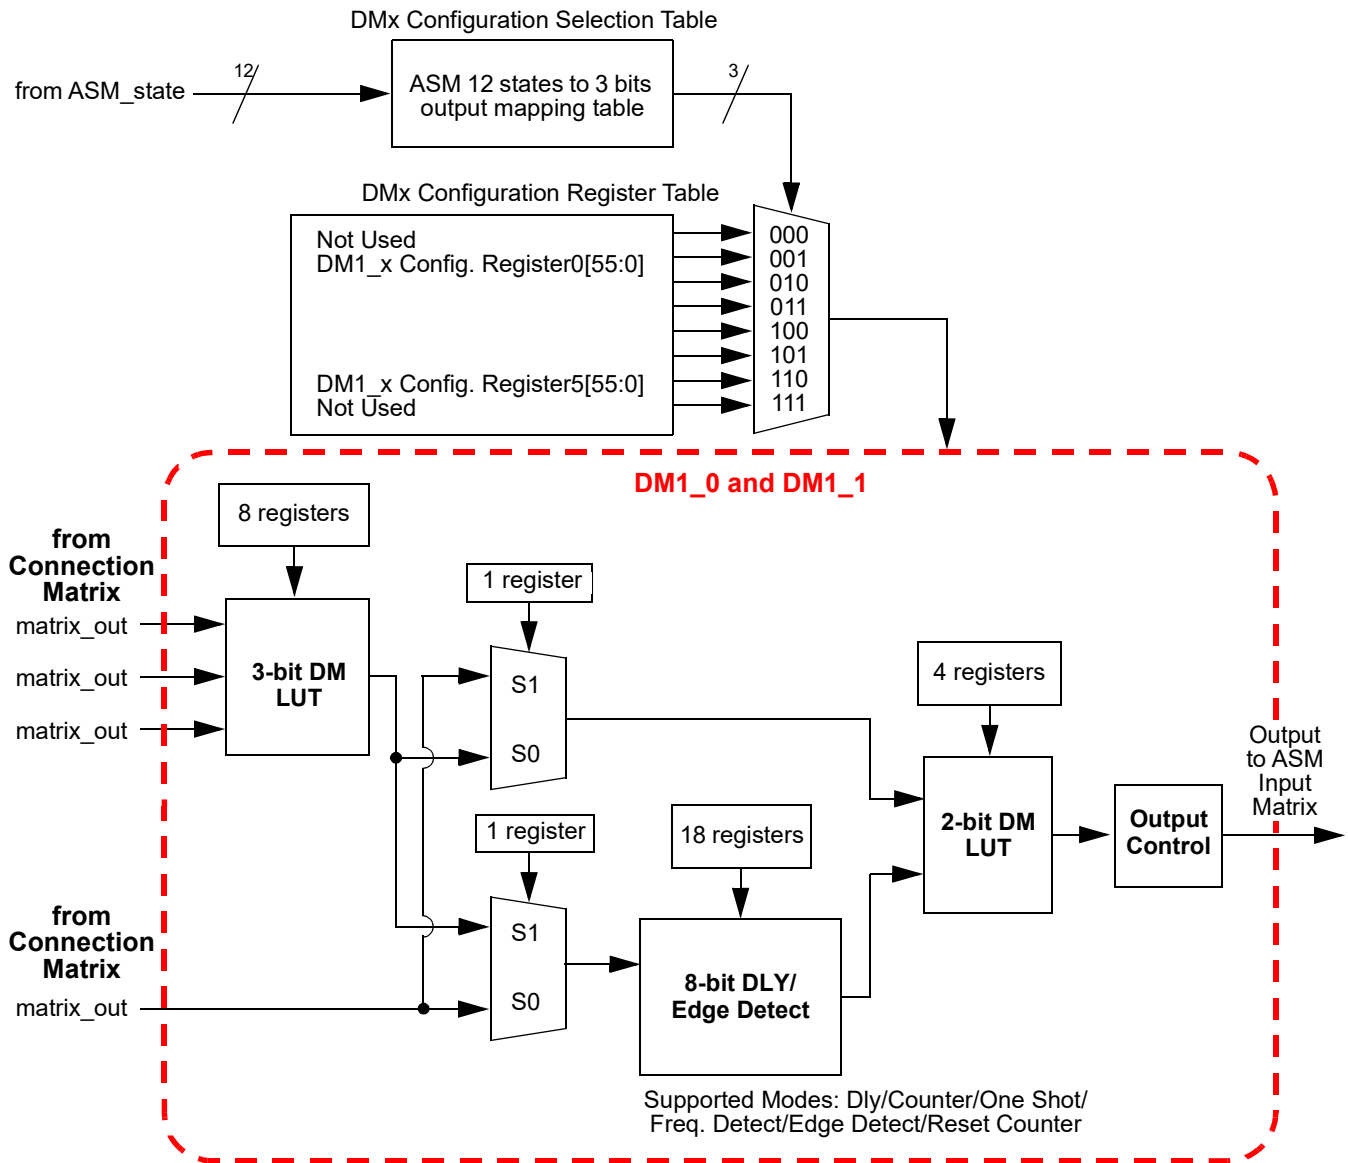 DMx Configuration Selection Table
from ASM_state
12
ASM 12 states to 3 bits
output mapping table
3
DMx Configuration Register Table
Not Used
DM1_x Config. Register0[55:0]
DM1_x Config. Register5[55:0]
Not Used
000
001
010
011
100
101
110
111
DM1_0 and DM1_1
8 registers
from
Connection
Matrix
matrix_out
matrix_out
matrix_out
3-bit DM
LUT
1 register
S1
S0
4 registers
2-bit DM
LUT
Output
Control
Output
to ASM
Input
Matrix
1 register
18 registers
from
Connection
Matrix
matrix_out
S1
S0
8-bit DLY/
Edge Detect
Supported Modes: Dly/Counter/One Shot/
Freq. Detect/Edge Detect/Reset Counter